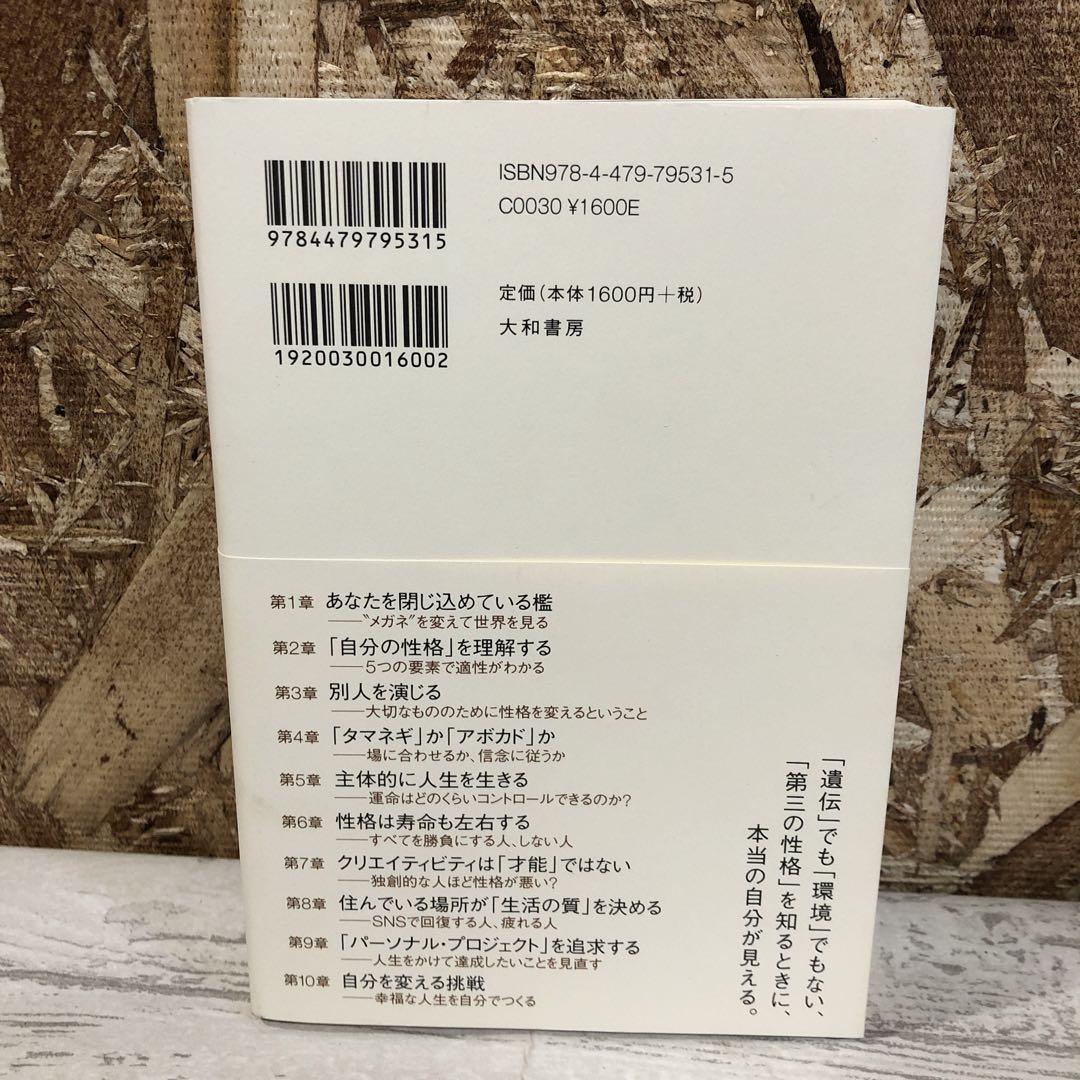 ISBN978-4-479-79531-5
C0030 ¥1600E
9784479795315
定価(本体1600円+税)
大和書房
1920030016002
第1章 あなたを閉じ込めている檻
——“メガネ”を変えて世界を見る
第2章 「自分の性格」を理解する
——5つの要素で適性がわかる
第3章 別人を演じる
——大切なもののために性格を変えるということ
第4章 「タマネギ」か「アボカド」か
——場に合わせるか、信念に従うか
第5章 主体的に人生を生きる
——運命はどのくらいコントロールできるのか?
第6章 性格は寿命も左右する
——すべてを勝負にする人、しない人
第7章 クリエイティビティは「才能」ではない
——独創的な人ほど性格が悪い?
第8章 住んでいる場所が「生活の質」を決める
——SNSで回復する人、疲れる人
第9章 「パーソナル・プロジェクト」を追求する
——人生をかけて達成したいことを見直す
第10章 自分を変える挑戦
——幸福な人生を自分でつくる
「遺伝」でも「環境」でもない、
「第三の性格」を知るときに、
本当の自分が見える。